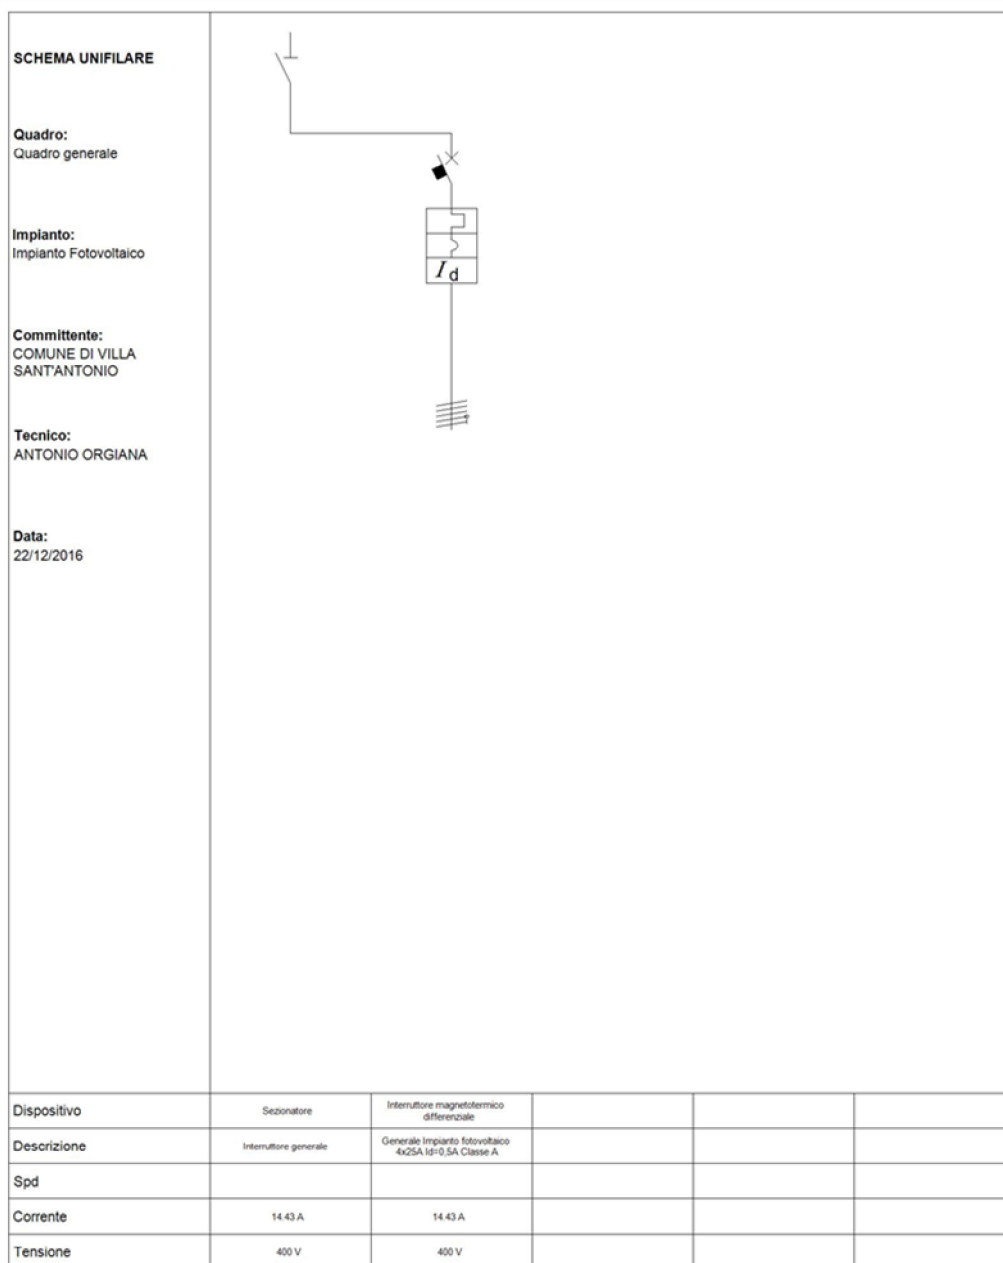 SCHEMA UNIFILARE
Quadro:
Quadro generale
Impianto:
Impianto Fotovoltaico
Committente:
COMUNE DI VILLA
SANT'ANTONIO
Tecnico:
ANTONIO ORGIANA
Data:
22/12/2016
I d
Dispositivo
Sezionatore
Interruttore magnetotermico
differenziale
Descrizione
Interruttore generale
Generale Impianto fotovoltaico
4x25A Id=0,5A Classe A
Spd
Corrente
14.43 A
14.43 A
Tensione
400 V
400 V